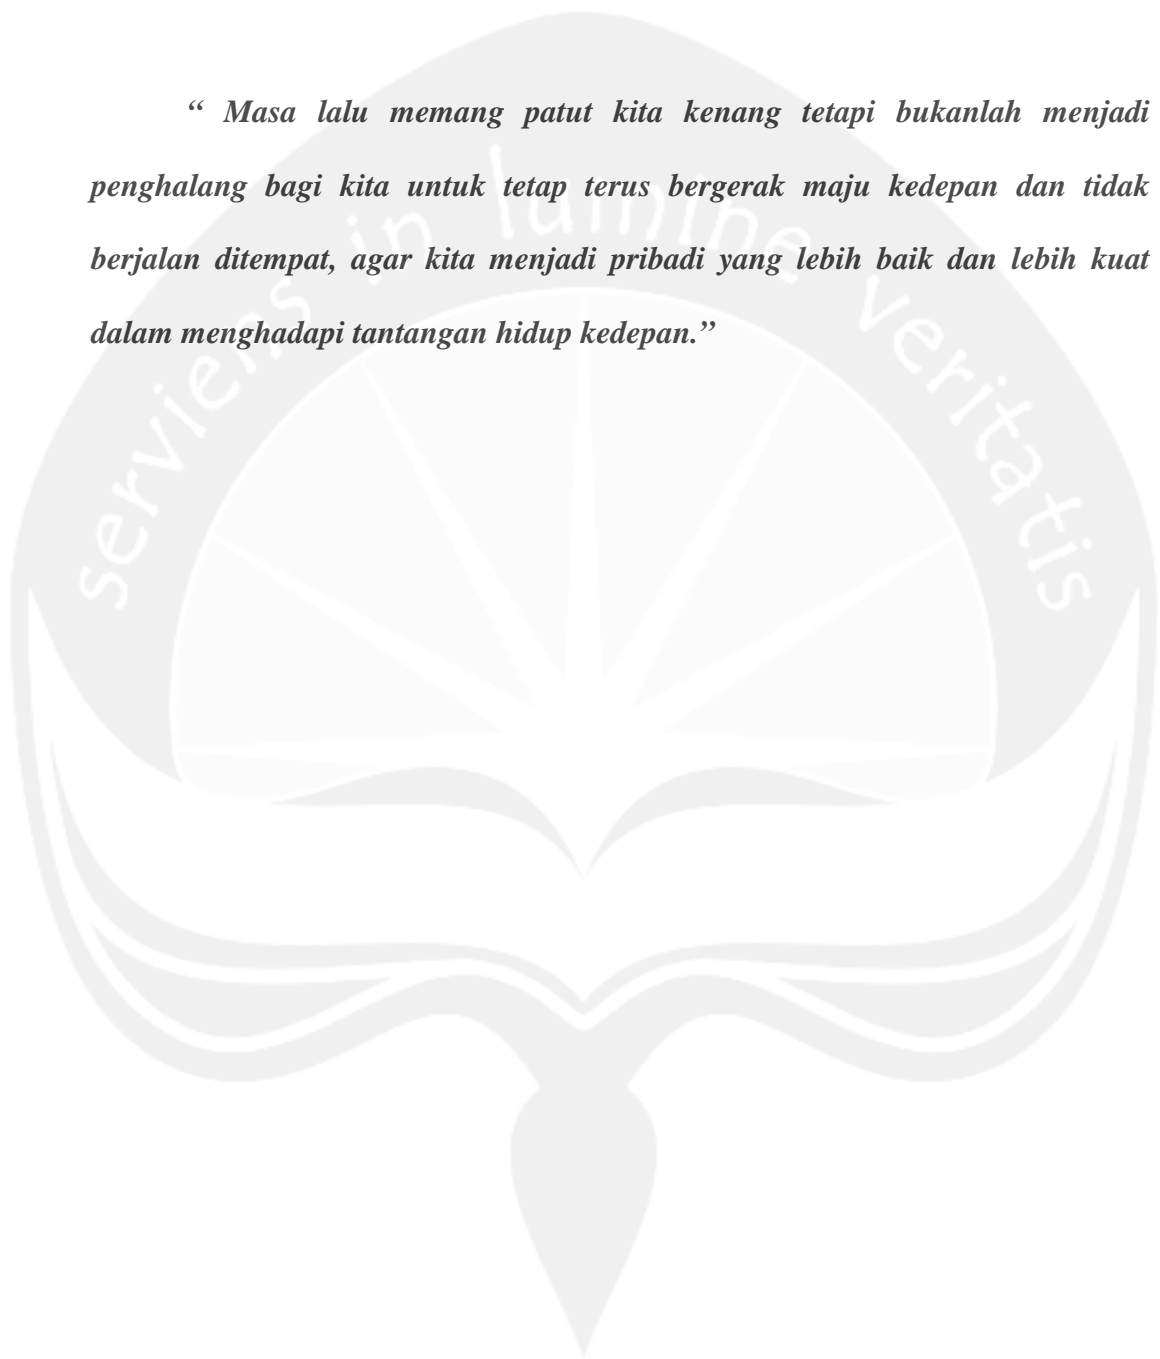 “ Masa lalu memang patut kita kenang tetapi bukanlah menjadi
penghalang bagi kita untuk tetap terus bergerak maju kedepan dan tidak
berjalan ditempat, agar kita menjadi pribadi yang lebih baik dan lebih kuat
dalam menghadapi tantangan hidup kedepan.”
serviens in lumine veritatis